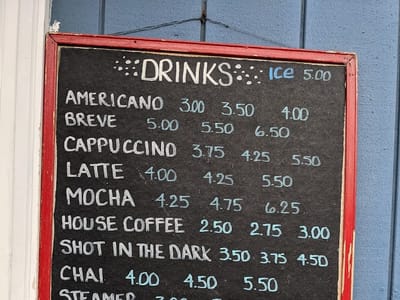 DRINKS ICE 5.00
AMERICANO 3.00 3.50 4.00
BREVE 5.00 5.50 6.50
CAPPUCCINO 3.75 4.25 5.50
LATTE 4.00 4.25 5.50
MOCHA 4.25 4.75 6.25
HOUSE COFFEE 2.50 2.75 3.00
SHOT IN THE DARK 3.50 3.75 4.50
CHAI 4.00 4.50 5.50
STEAMER